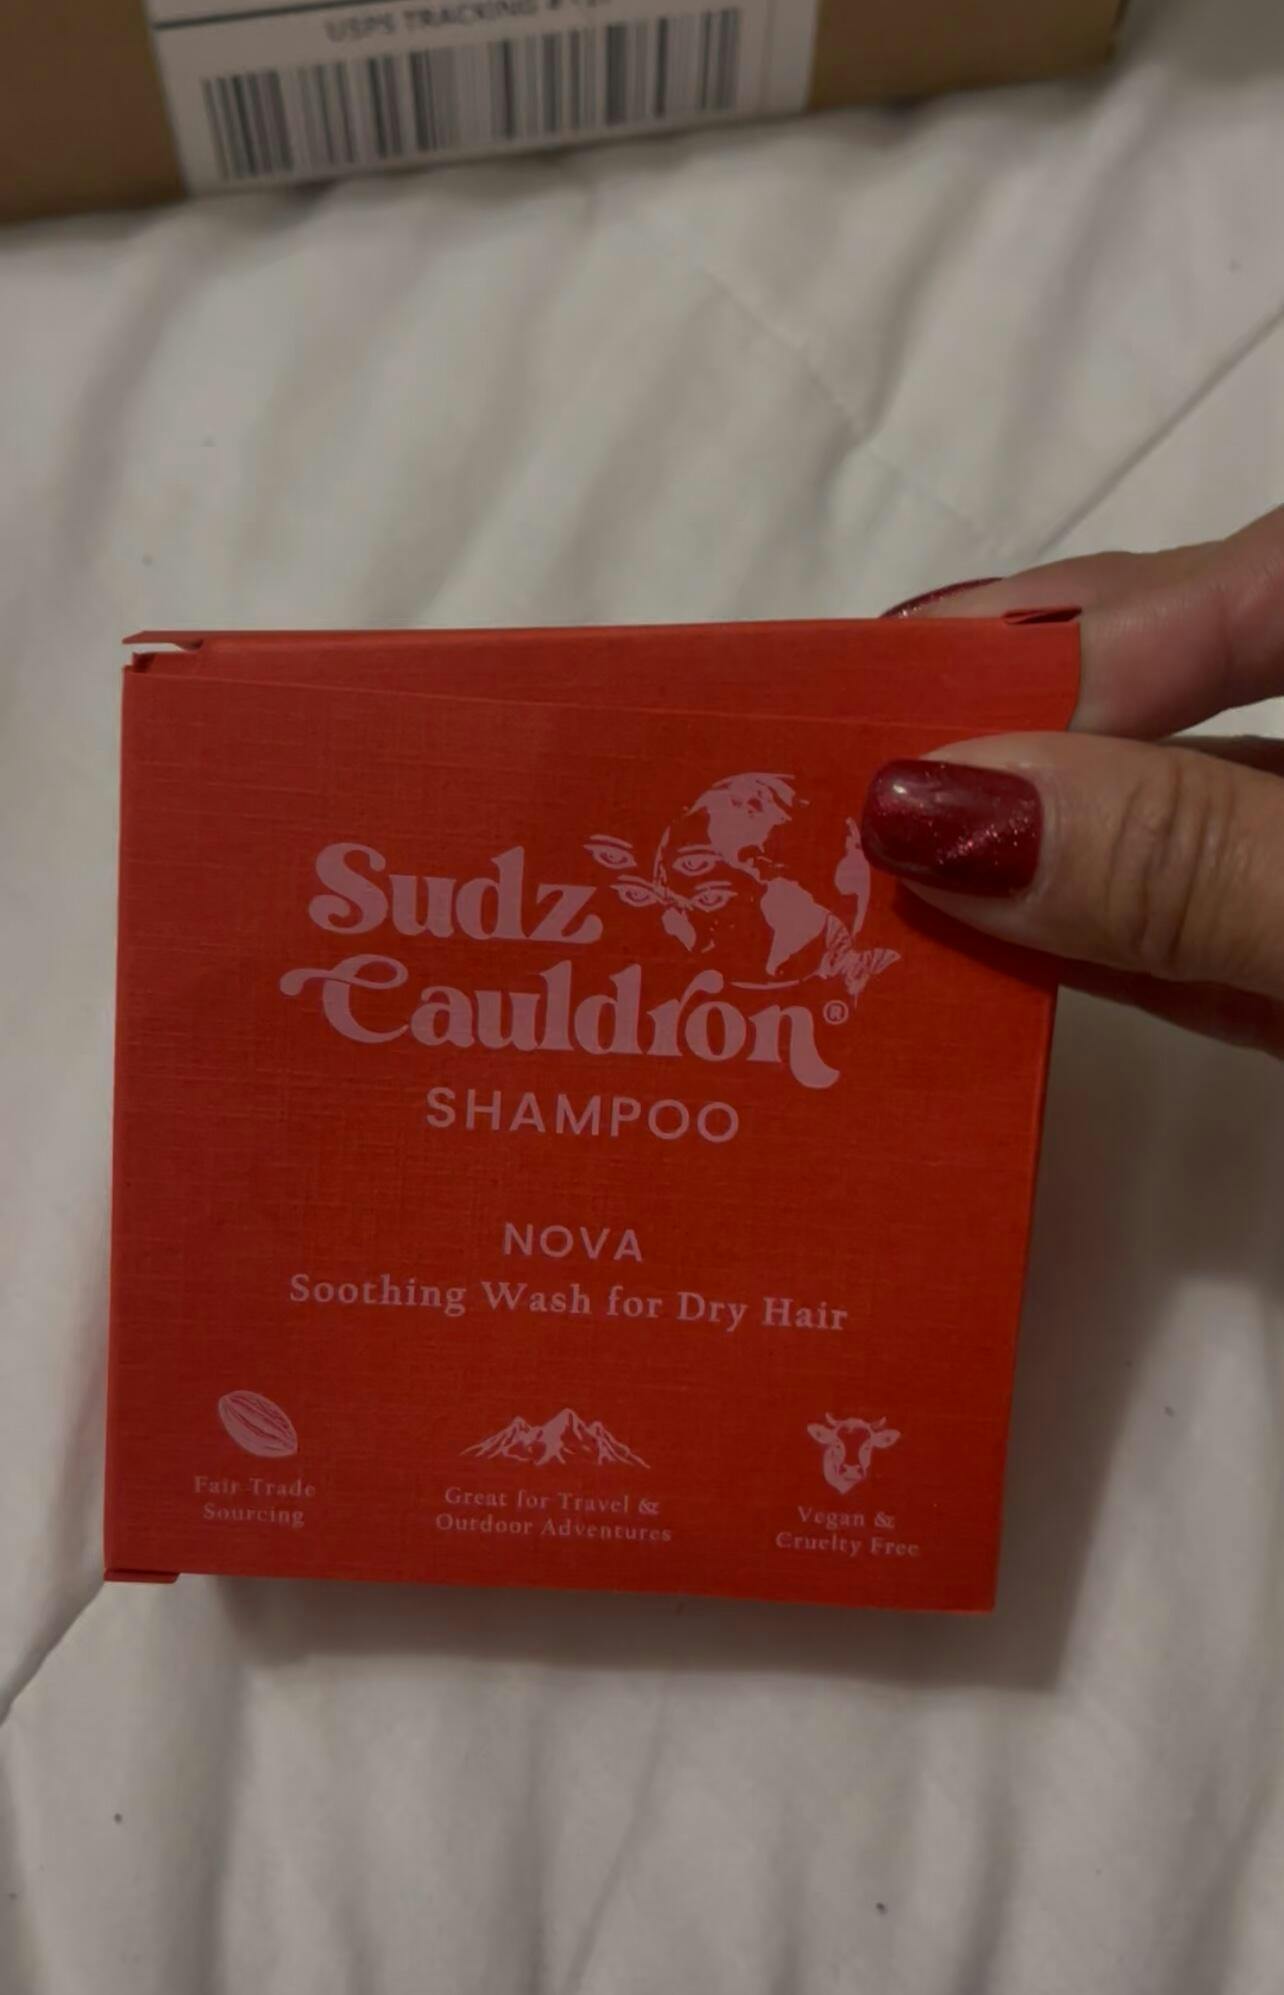 USPS TRACKING #
Sudz
Cauldron®
SHAMPOO
NOVA
Soothing Wash for Dry Hair
Fair Trade
Sourcing
Great for Travel &
Outdoor Adventures
Vegan &
Cruelty Free